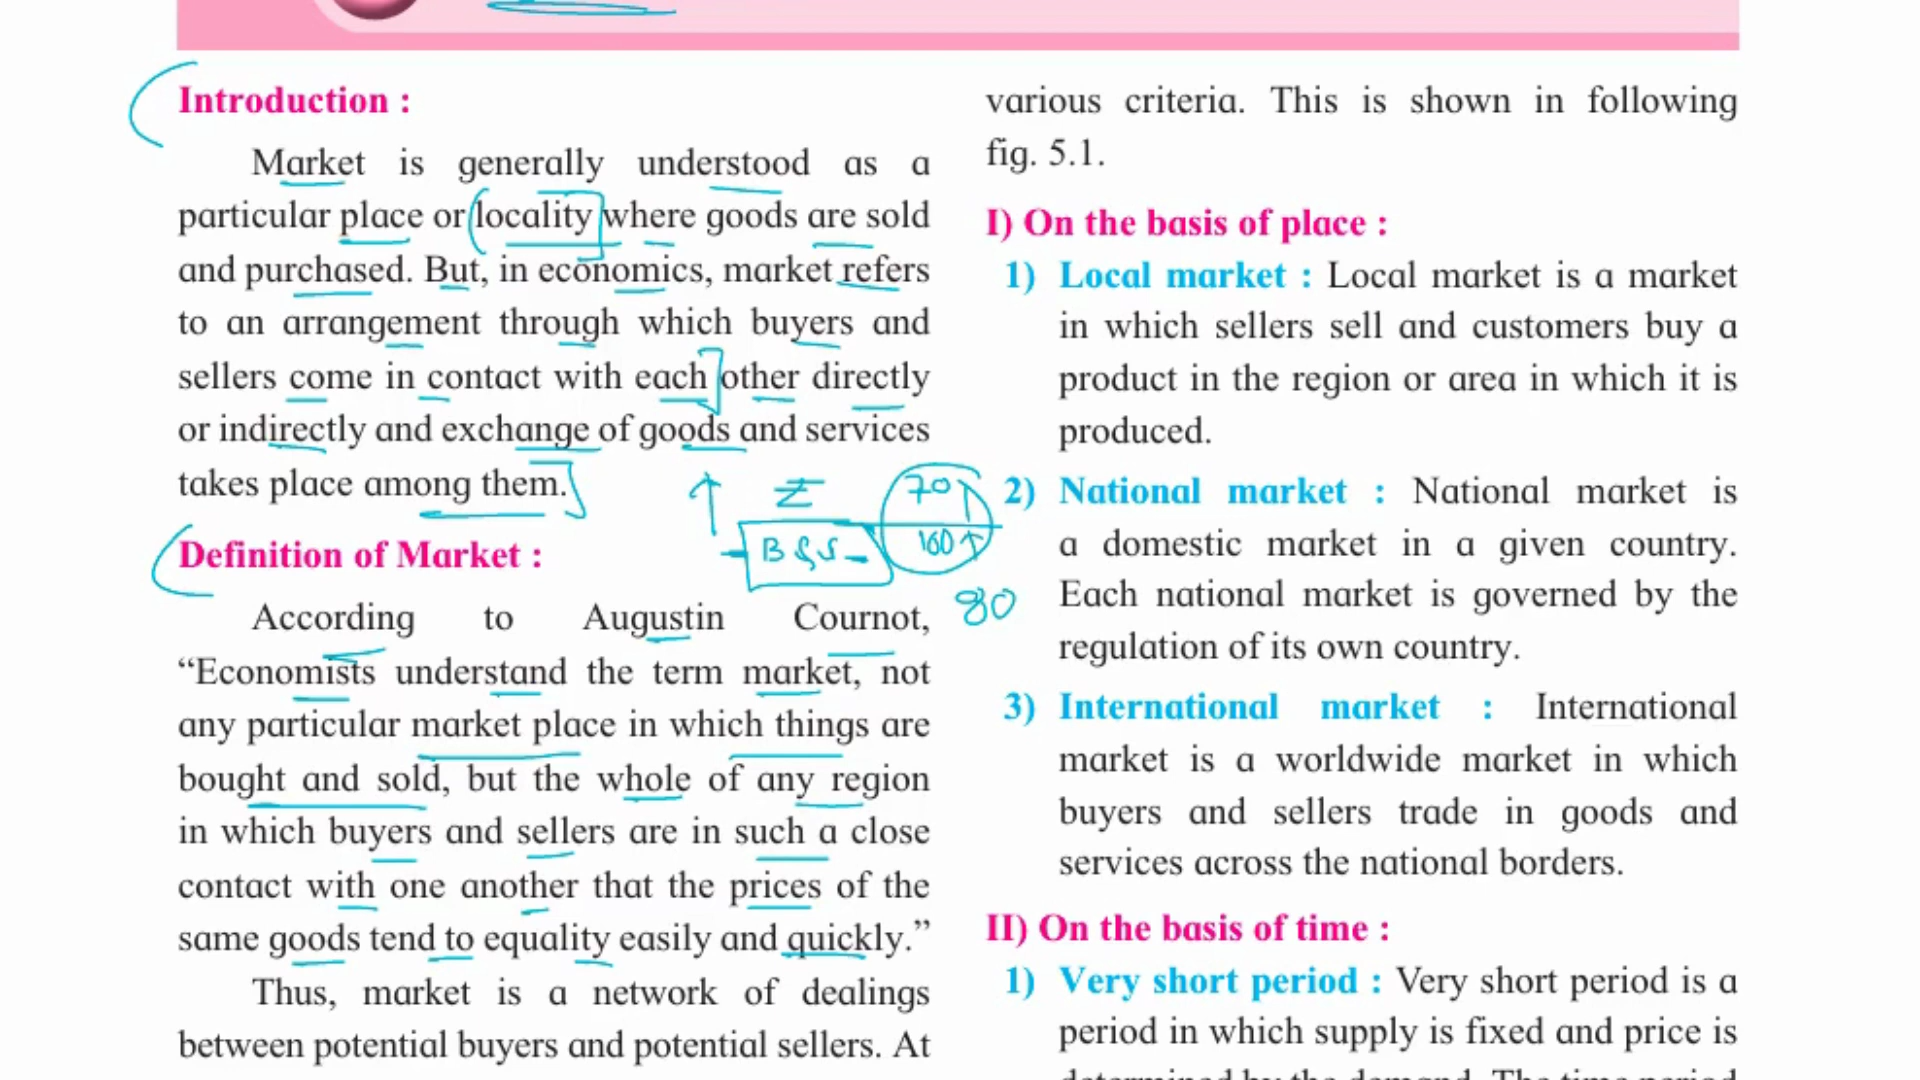 Introduction :
Market is generally understood as a
particular place or locality where goods are sold
and purchased. But, in economics, market refers
to an arrangement through which buyers and
sellers come in contact with each other directly
or indirectly and exchange of goods and services
takes place among them.
70
B & S
100
80
Definition of Market :
According to Augustin Cournot,
“Economists understand the term market, not
any particular market place in which things are
bought and sold, but the whole of any region
in which buyers and sellers are in such a close
contact with one another that the prices of the
same goods tend to equality easily and quickly.”
Thus, market is a network of dealings
between potential buyers and potential sellers. At
various criteria. This is shown in following
fig. 5.1.
I) On the basis of place :
1) Local market : Local market is a market
in which sellers sell and customers buy a
product in the region or area in which it is
produced.
2) National market : National market is
a domestic market in a given country.
Each national market is governed by the
regulation of its own country.
3) International market : International
market is a worldwide market in which
buyers and sellers trade in goods and
services across the national borders.
II) On the basis of time :
1) Very short period : Very short period is a
period in which supply is fixed and price is
determined by the demand. The time period